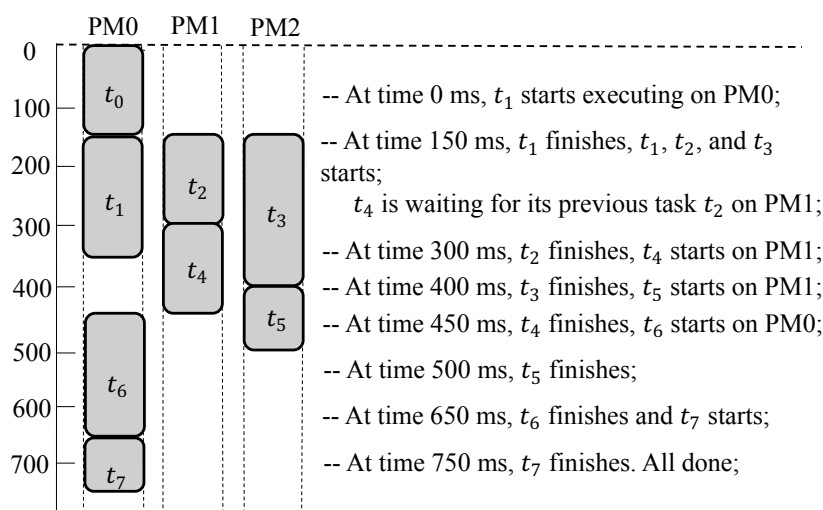 PM0 PM1 PM2
0
100
200
300
400
500
600
700
t₀
t₁
t₂
t₃
t₄
t₅
t₆
t₇
-- At time 0 ms, t₁ starts executing on PM0;
-- At time 150 ms, t₁ finishes, t₁, t₂, and t₃
starts;
t₄ is waiting for its previous task t₂ on PM1;
-- At time 300 ms, t₂ finishes, t₄ starts on PM1;
-- At time 400 ms, t₃ finishes, t₅ starts on PM1;
-- At time 450 ms, t₄ finishes, t₆ starts on PM0;
-- At time 500 ms, t₅ finishes;
-- At time 650 ms, t₆ finishes and t₇ starts;
-- At time 750 ms, t₇ finishes. All done;